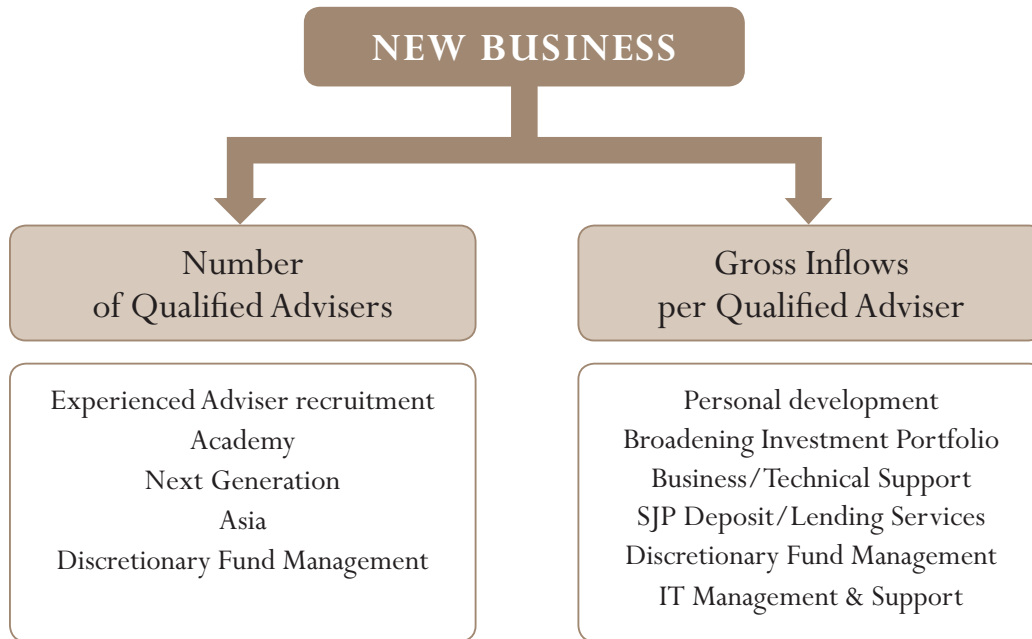 NEW BUSINESS
Number
of Qualified Advisers
Experienced Adviser recruitment
Academy
Next Generation
Asia
Discretionary Fund Management
Gross Inflows
per Qualified Adviser
Personal development
Broadening Investment Portfolio
Business/Technical Support
SJP Deposit/Lending Services
Discretionary Fund Management
IT Management & Support